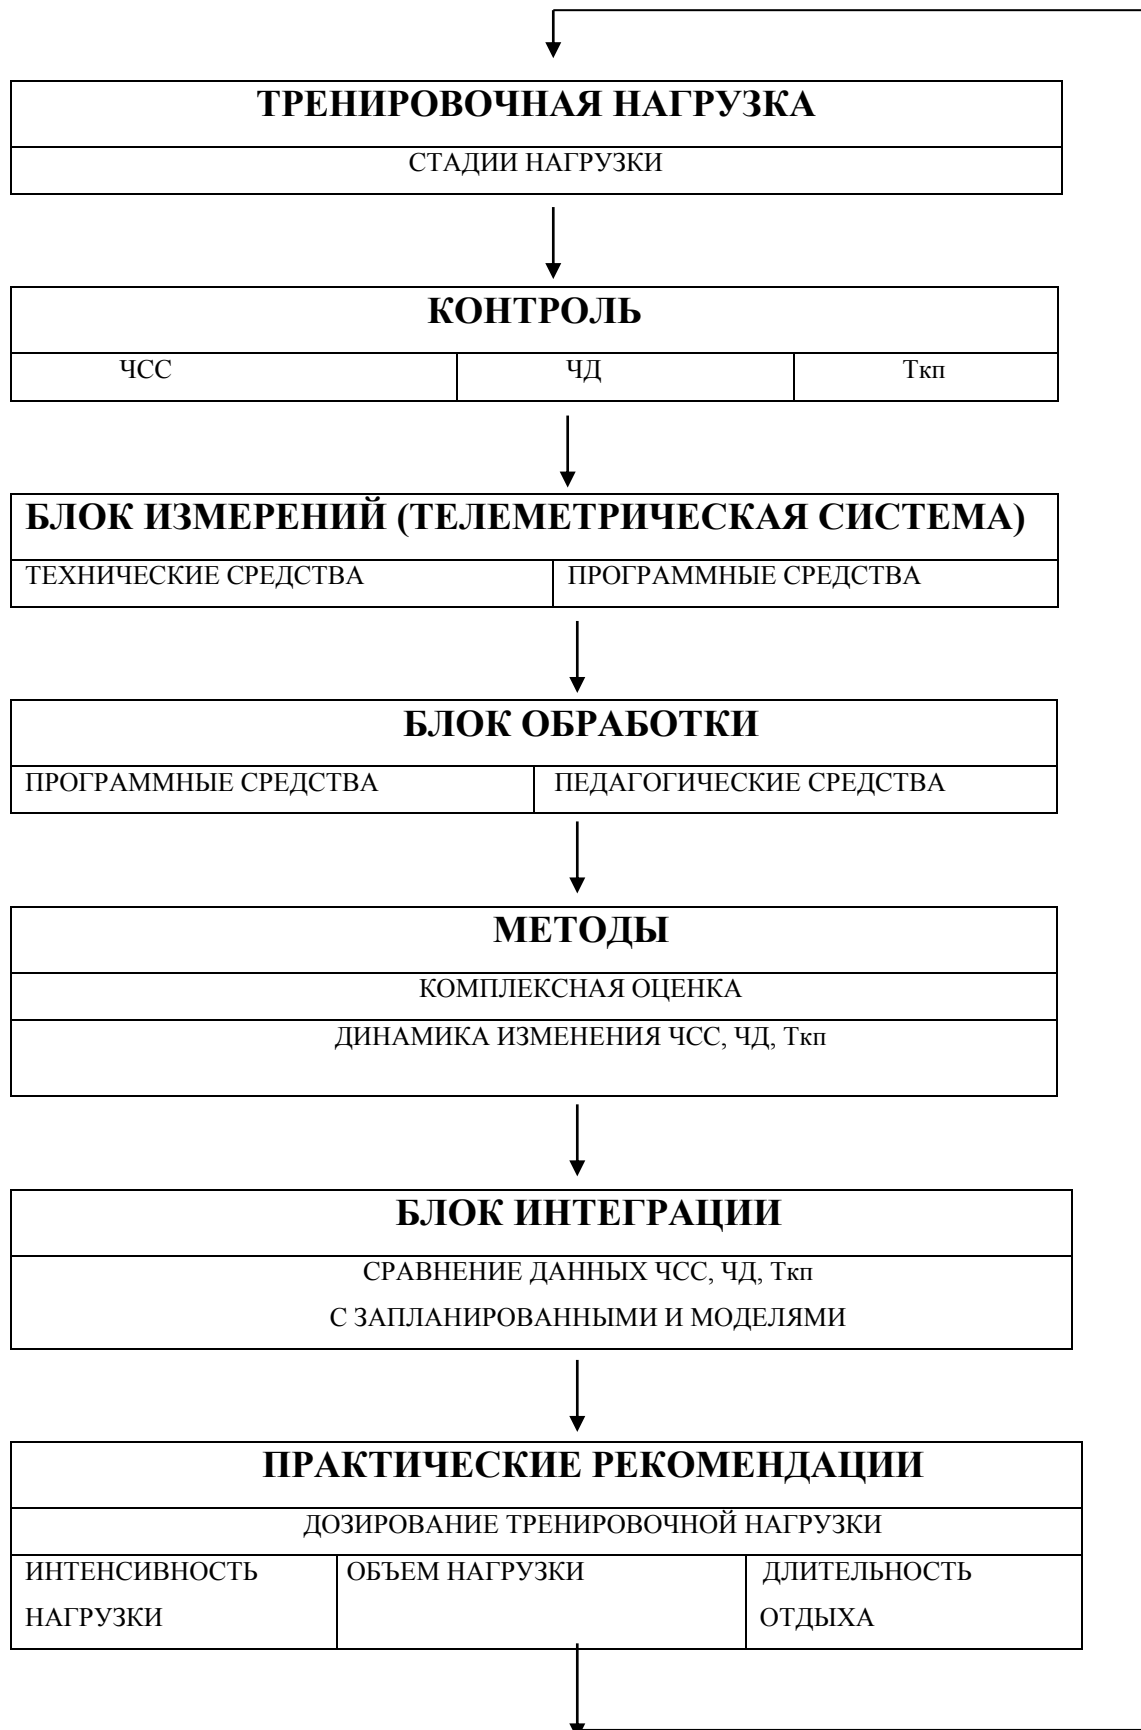 ТРЕНИРОВОЧНАЯ НАГРУЗКА
СТАДИИ НАГРУЗКИ
КОНТРОЛЬ
ЧСС ЧД Ткп
БЛОК ИЗМЕРЕНИЙ (ТЕЛЕМЕТРИЧЕСКАЯ СИСТЕМА)
ТЕХНИЧЕСКИЕ СРЕДСТВА ПРОГРАММНЫЕ СРЕДСТВА
БЛОК ОБРАБОТКИ
ПРОГРАММНЫЕ СРЕДСТВА ПЕДАГОГИЧЕСКИЕ СРЕДСТВА
МЕТОДЫ
КОМПЛЕКСНАЯ ОЦЕНКА
ДИНАМИКА ИЗМЕНЕНИЯ ЧСС, ЧД, Ткп
БЛОК ИНТЕГРАЦИИ
СРАВНЕНИЕ ДАННЫХ ЧСС, ЧД, Ткп
С ЗАПЛАНИРОВАННЫМИ И МОДЕЛЯМИ
ПРАКТИЧЕСКИЕ РЕКОМЕНДАЦИИ
ДОЗИРОВАНИЕ ТРЕНИРОВОЧНОЙ НАГРУЗКИ
ИНТЕНСИВНОСТЬ
НАГРУЗКИ
ОБЪЕМ НАГРУЗКИ
ДЛИТЕЛЬНОСТЬ
ОТДЫХА